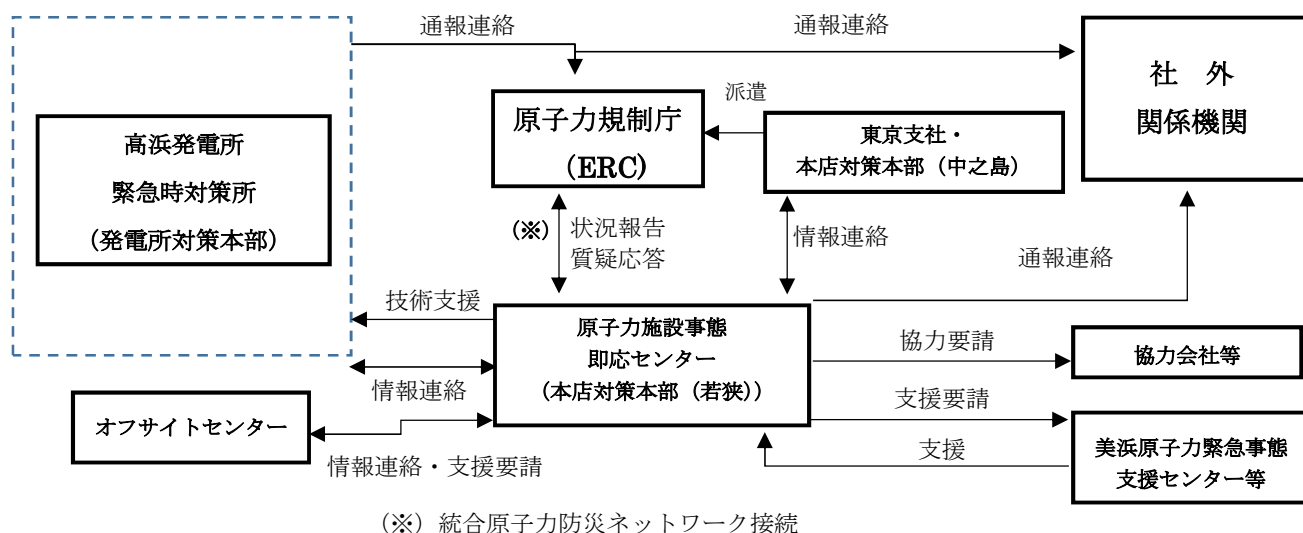 通報連絡
通報連絡
社 外
関係機関
高浜発電所
緊急時対策所
(発電所対策本部)
原子力規制庁
(ERC)
派遣
東京支社・
本店対策本部(中之島)
(※)
状況報告
質疑応答
情報連絡
通報連絡
技術支援
原子力施設事態
即応センター
(本店対策本部(若狭))
協力要請
協力会社等
情報連絡
オフサイトセンター
情報連絡・支援要請
支援要請
支援
美浜原子力緊急事態
支援センター等
(※)統合原子力防災ネットワーク接続